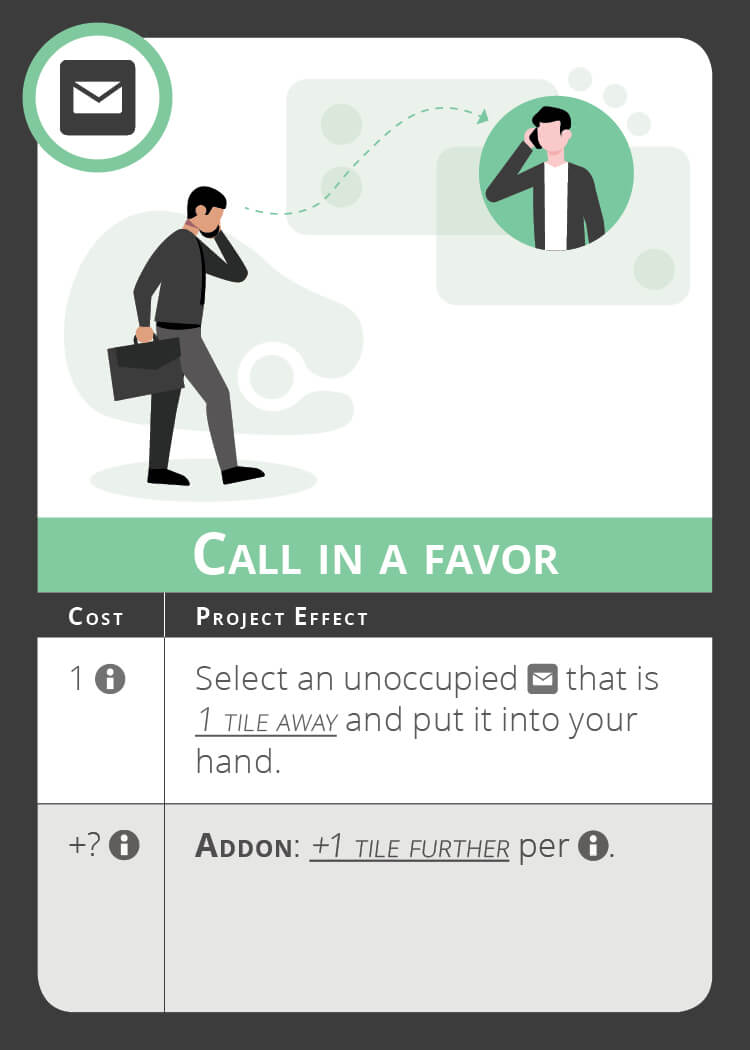 Call in a favor
Cost Project Effect
1 Select an unoccupied that is
1 tile away and put it into your
hand.
+? Addon: +1 tile further per .